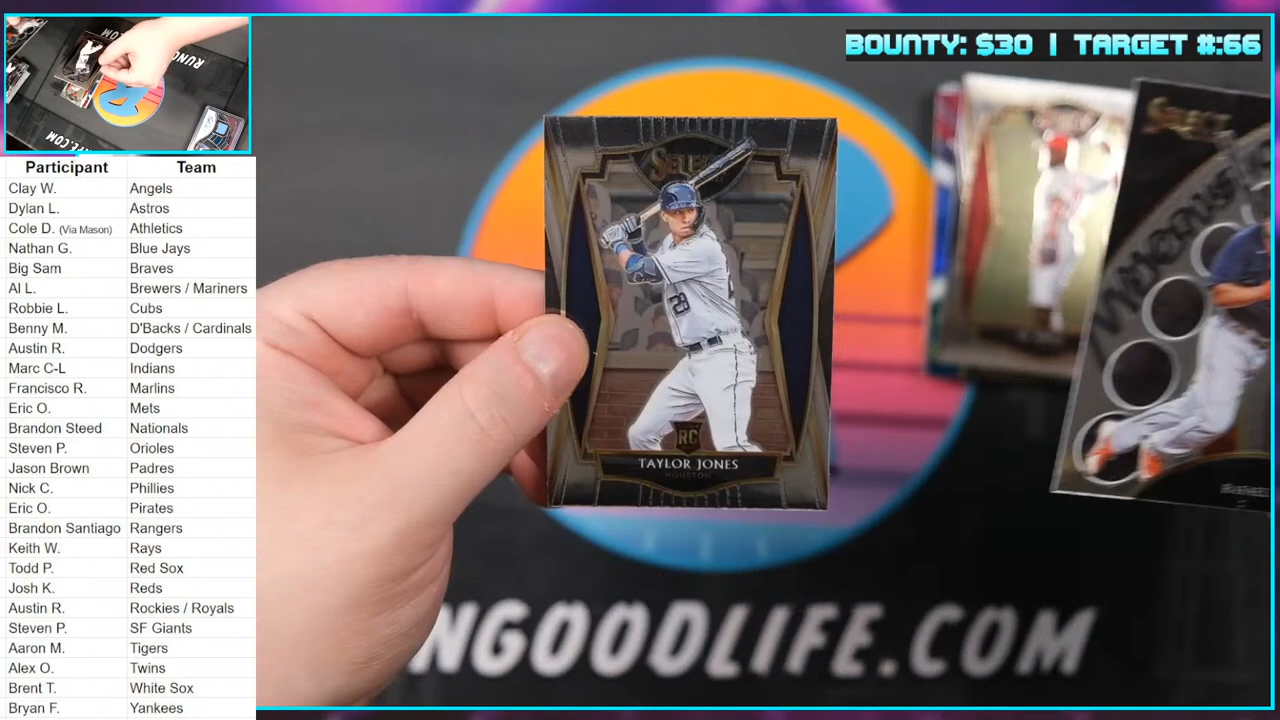 BOUNTY: $30 | TARGET #:66
Participant Team
Clay W. Angels
Dylan L. Astros
Cole D. (Via Mason) Athletics
Nathan G. Blue Jays
Big Sam Braves
Al L. Brewers / Mariners
Robbie L. Cubs
Benny M. D'Backs / Cardinals
Austin R. Dodgers
Marc C-L Indians
Francisco R. Marlins
Eric O. Mets
Brandon Steed Nationals
Steven P. Orioles
Jason Brown Padres
Nick C. Phillies
Eric O. Pirates
Brandon Santiago Rangers
Keith W. Rays
Todd P. Red Sox
Josh K. Reds
Austin R. Rockies / Royals
Steven P. SF Giants
Aaron M. Tigers
Alex O. Twins
Brent T. White Sox
Bryan F. Yankees
SELECT
28
RC
TAYLOR JONES
HOUSTON
SELECT
NGOODLIFE.COM